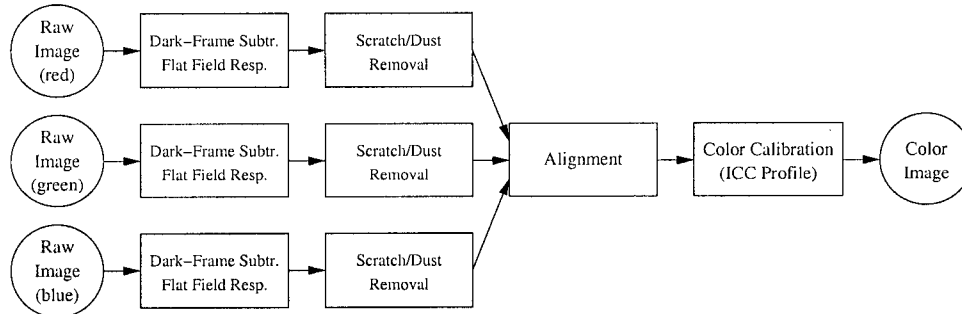 Raw
Image
(red)
Dark-Frame Subtr.
Flat Field Resp.
Scratch/Dust
Removal
Raw
Image
(green)
Dark-Frame Subtr.
Flat Field Resp.
Scratch/Dust
Removal
Alignment
Color Calibration
(ICC Profile)
Color
Image
Raw
Image
(blue)
Dark-Frame Subtr.
Flat Field Resp.
Scratch/Dust
Removal